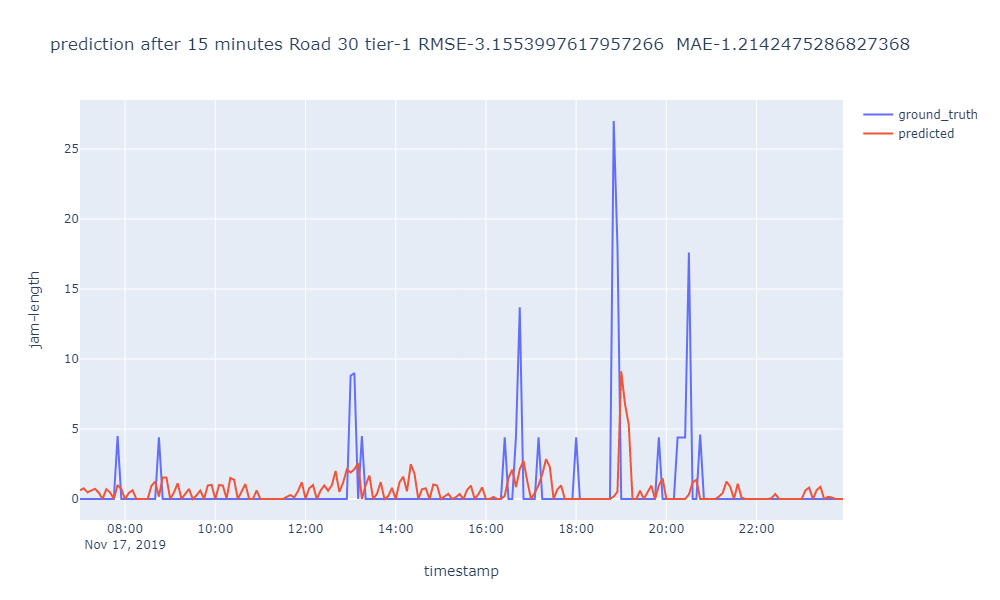 prediction after 15 minutes Road 30 tier-1 RMSE-3.1553997617957266  MAE-1.2142475286827368
ground_truth
predicted
25
20
15
10
5
0
jam-length
08:00 10:00 12:00 14:00 16:00 18:00 20:00 22:00
Nov 17, 2019
timestamp